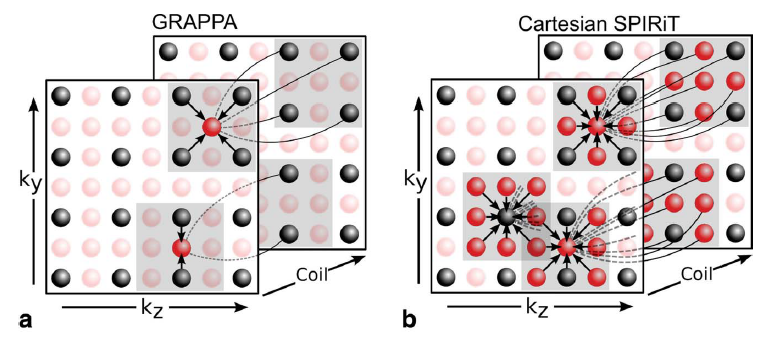 GRAPPA
Cartesian SPIRiT
ky
ky
Coil
Coil
kz
kz
a
b